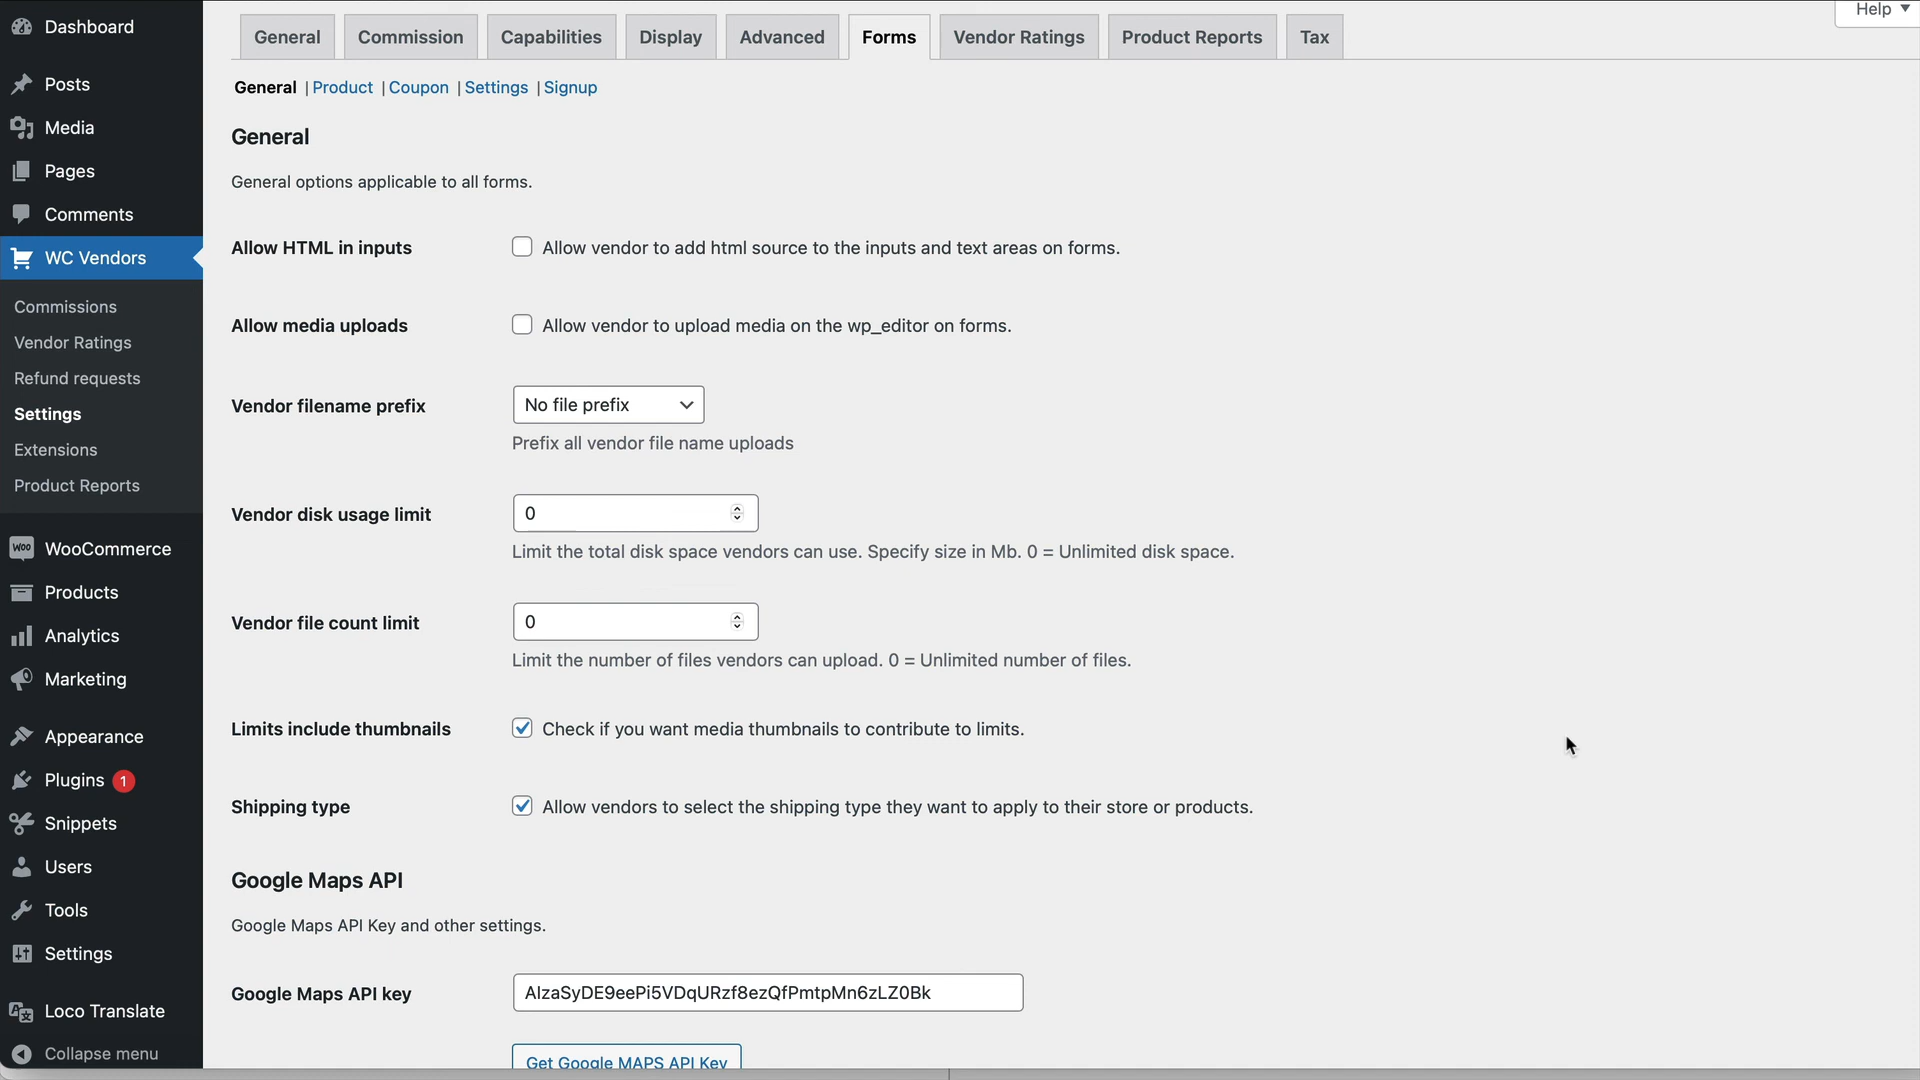 Dashboard
Posts
Media
Pages
Comments
WC Vendors
Commissions
Vendor Ratings
Refund requests
Settings
Extensions
Product Reports
WooCommerce
Products
Analytics
Marketing
Appearance
Plugins 1
Snippets
Users
Tools
Settings
Loco Translate
Collapse menu
Help
General Commission Capabilities Display Advanced Forms Vendor Ratings Product Reports Tax
General | Product | Coupon | Settings | Signup
General
General options applicable to all forms.
Allow HTML in inputs Allow vendor to add html source to the inputs and text areas on forms.
Allow media uploads Allow vendor to upload media on the wp_editor on forms.
Vendor filename prefix No file prefix
Prefix all vendor file name uploads
Vendor disk usage limit 0
Limit the total disk space vendors can use. Specify size in Mb. 0 = Unlimited disk space.
Vendor file count limit 0
Limit the number of files vendors can upload. 0 = Unlimited number of files.
Limits include thumbnails Check if you want media thumbnails to contribute to limits.
Shipping type Allow vendors to select the shipping type they want to apply to their store or products.
Google Maps API
Google Maps API Key and other settings.
Google Maps API key AIzaSyDE9eePi5VDqURzf8ezQfPmtpMn6zLZ0Bk
Get Google MAPS API Key